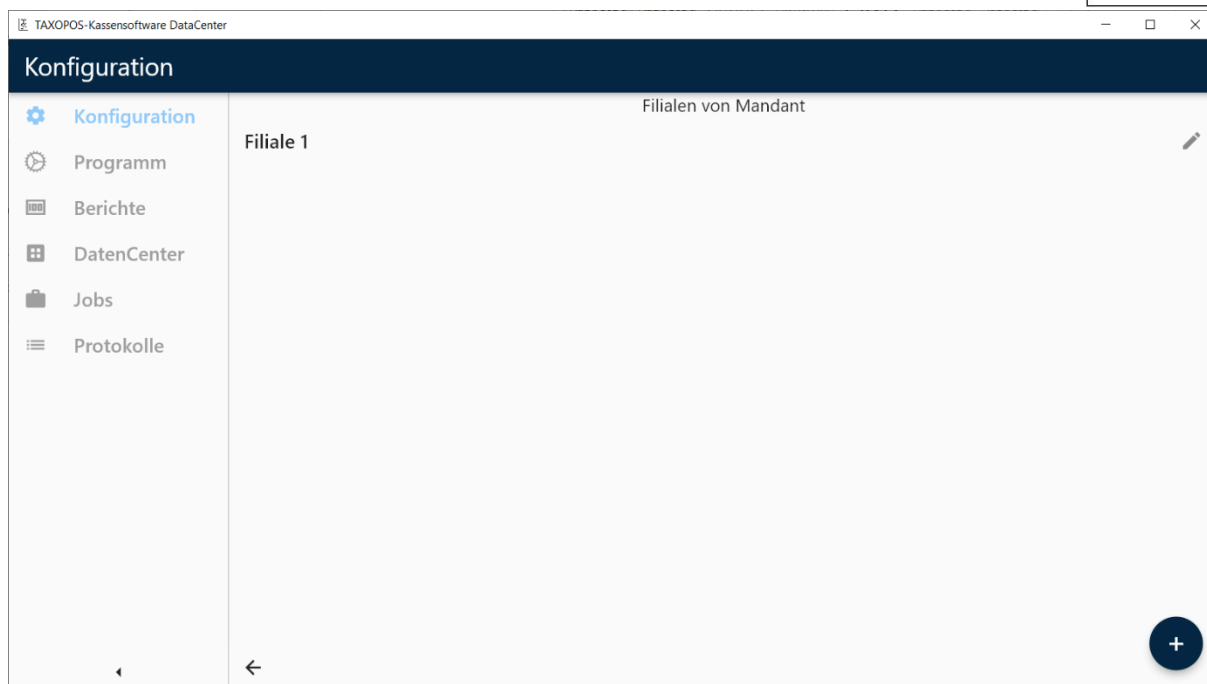 TAXOPOS-Kassensoftware DataCenter
Konfiguration
Konfiguration
Programm
Berichte
DatenCenter
Jobs
Protokolle
Filialen von Mandant
Filiale 1